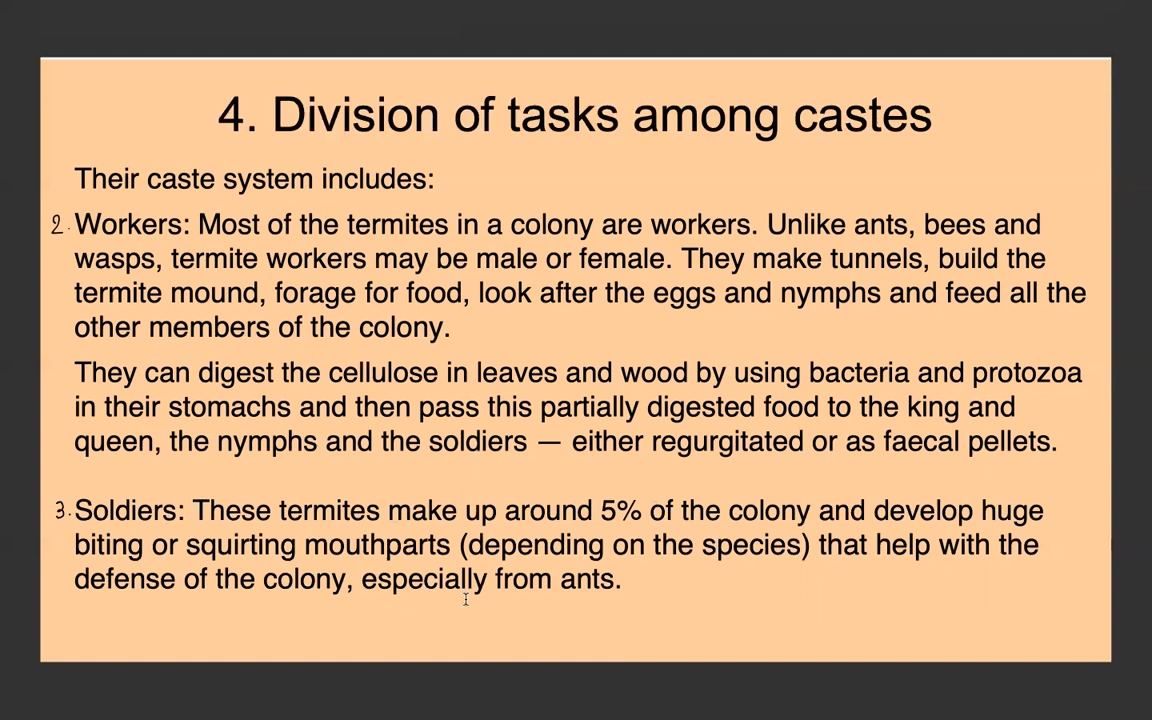 4. Division of tasks among castes
Their caste system includes:
2. Workers: Most of the termites in a colony are workers. Unlike ants, bees and
wasps, termite workers may be male or female. They make tunnels, build the
termite mound, forage for food, look after the eggs and nymphs and feed all the
other members of the colony.
They can digest the cellulose in leaves and wood by using bacteria and protozoa
in their stomachs and then pass this partially digested food to the king and
queen, the nymphs and the soldiers — either regurgitated or as faecal pellets.
3. Soldiers: These termites make up around 5% of the colony and develop huge
biting or squirting mouthparts (depending on the species) that help with the
defense of the colony, especially from ants.